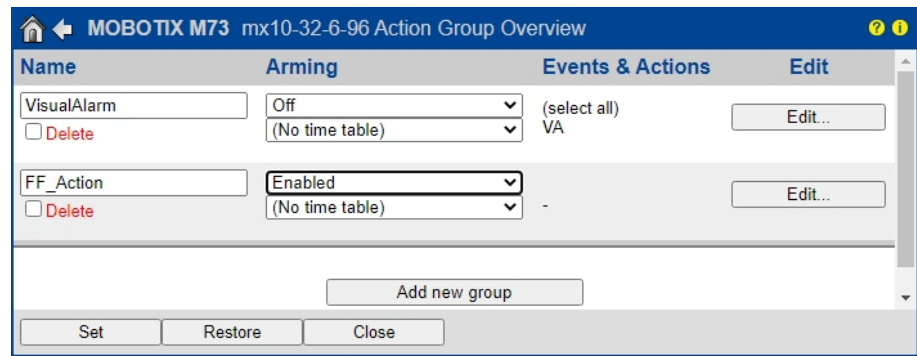 MOBOTIX M73 mx10-32-6-96 Action Group Overview ? i
Name Arming Events & Actions Edit
VisualAlarm Off (select all) Edit...
Delete (No time table) VA
FF_Action Enabled Edit...
Delete (No time table) -
Add new group
Set Restore Close